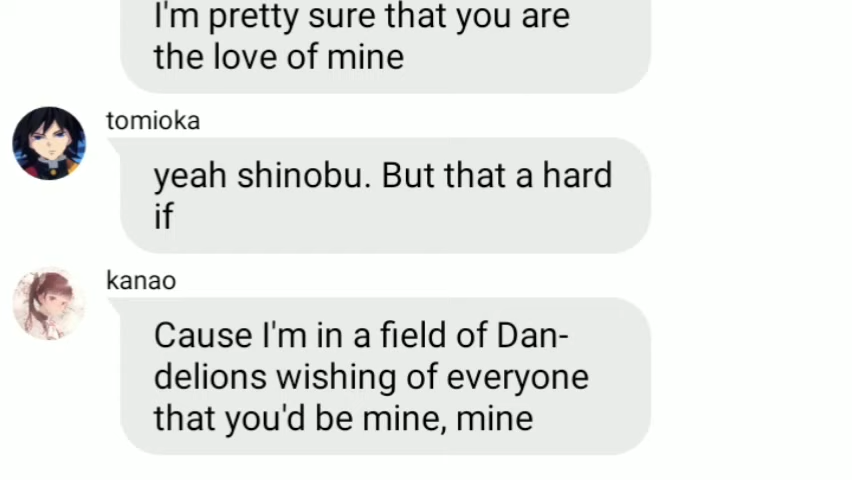 I'm pretty sure that you are
the love of mine
tomioka
yeah shinobu. But that a hard
if
kanao
Cause I'm in a field of Dan-
delions wishing of everyone
that you'd be mine, mine